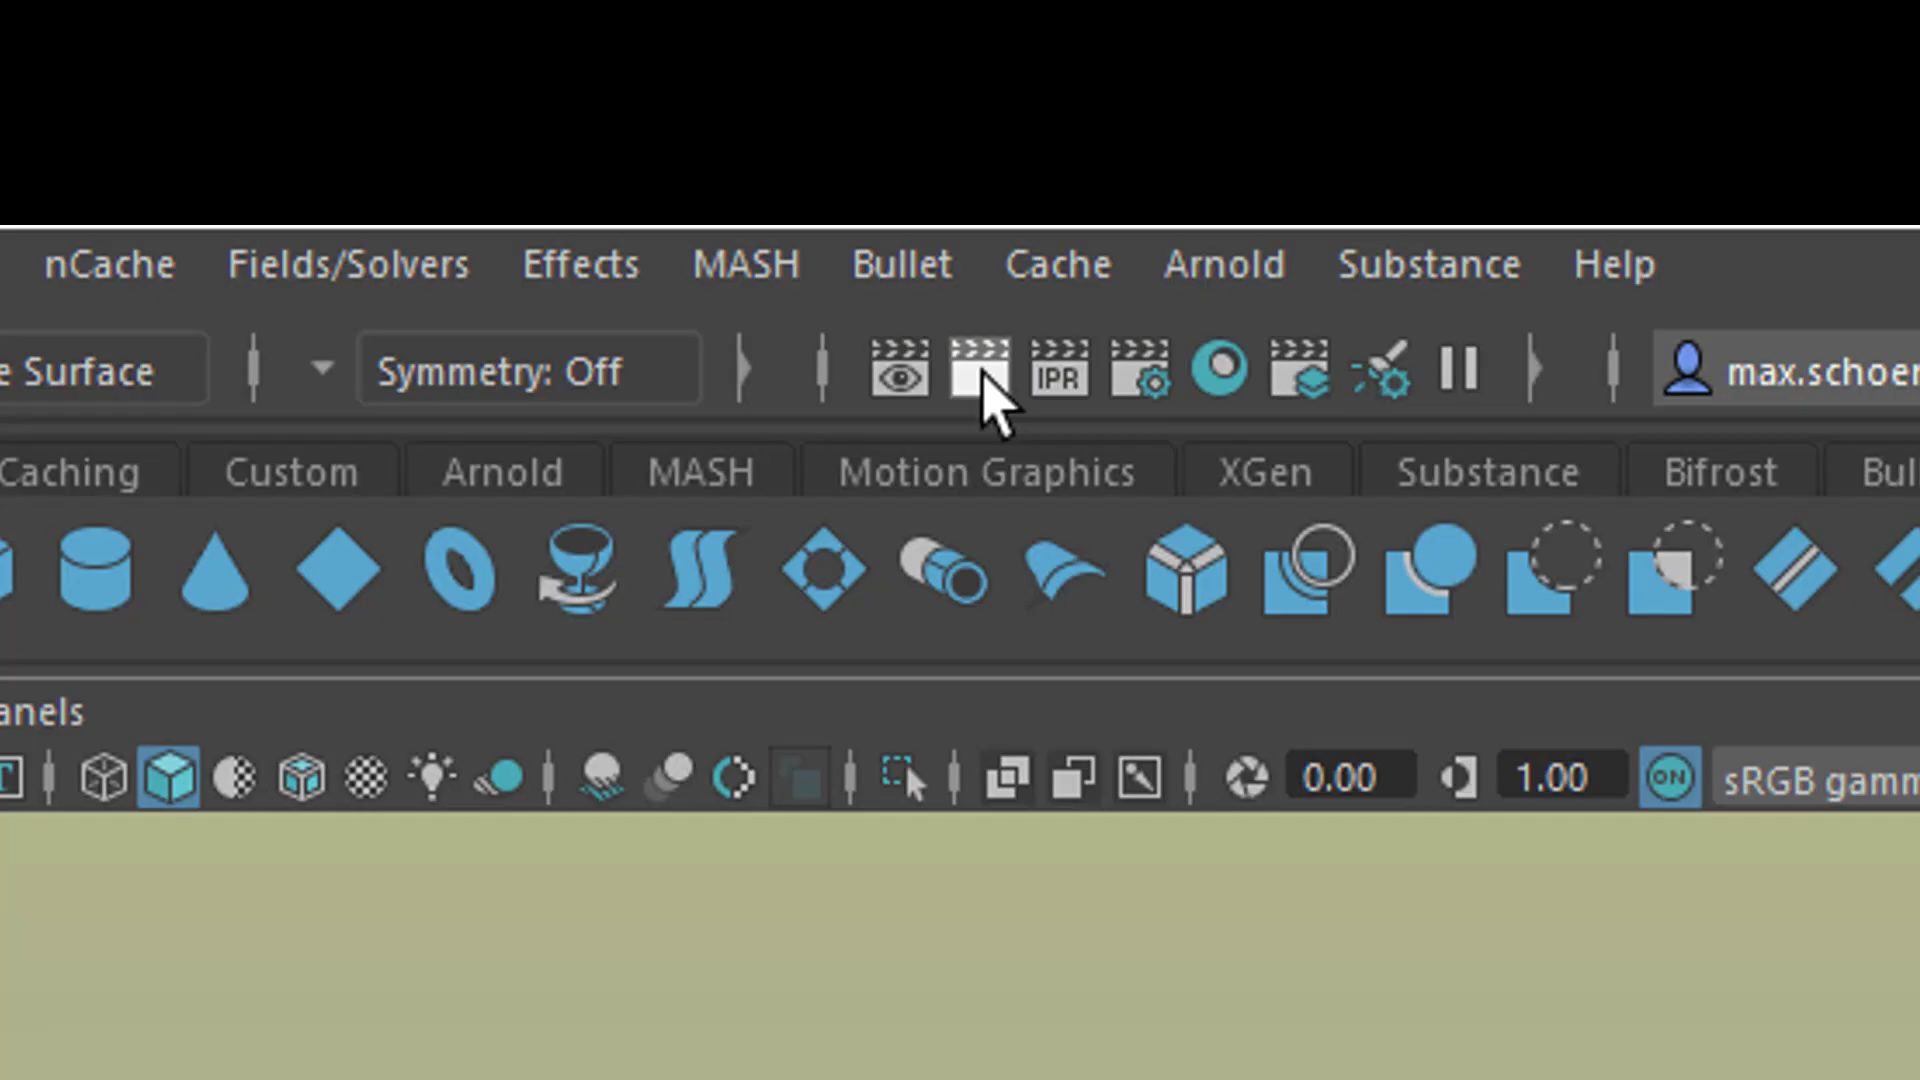 nCache Fields/Solvers Effects MASH Bullet Cache Arnold Substance Help
e Surface Symmetry: Off IPR max.schoer
Caching Custom Arnold MASH Motion Graphics XGen Substance Bifrost Bul
anels
T 0.00 1.00 ON sRGB gamm